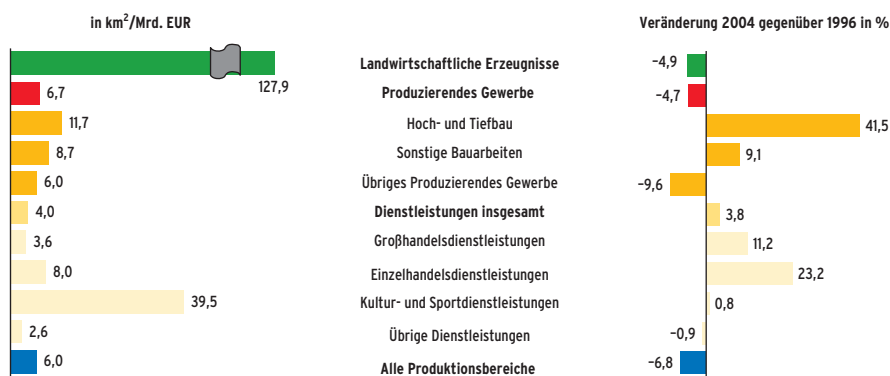 in km²/Mrd. EUR
Veränderung 2004 gegenüber 1996 in %
127,9 Landwirtschaftliche Erzeugnisse −4,9
6,7 Produzierendes Gewerbe −4,7
11,7 Hoch- und Tiefbau 41,5
8,7 Sonstige Bauarbeiten 9,1
6,0 Übriges Produzierendes Gewerbe −9,6
4,0 Dienstleistungen insgesamt 3,8
3,6 Großhandelsdienstleistungen 11,2
8,0 Einzelhandelsdienstleistungen 23,2
39,5 Kultur- und Sportdienstleistungen 0,8
2,6 Übrige Dienstleistungen −0,9
6,0 Alle Produktionsbereiche −6,8